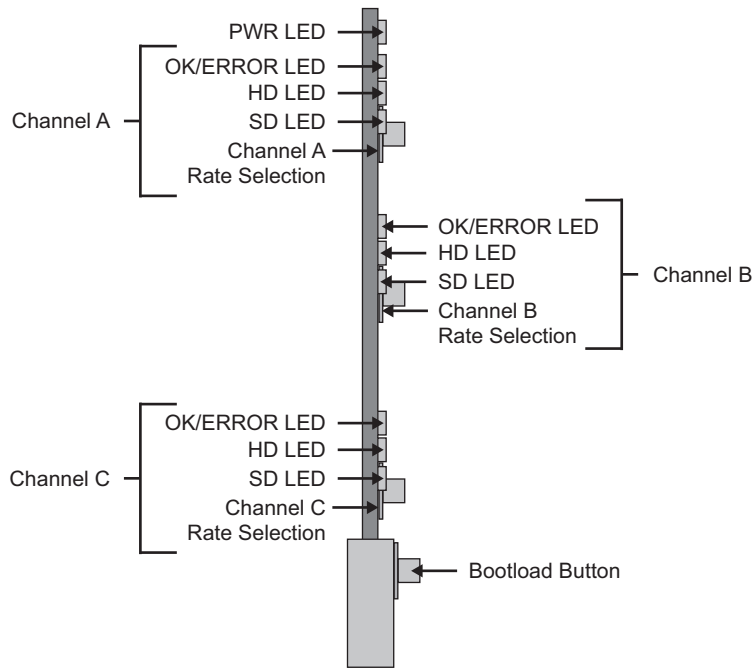 PWR LED
Channel A
OK/ERROR LED
HD LED
SD LED
Channel A
Rate Selection
OK/ERROR LED
HD LED
SD LED
Channel B
Rate Selection
Channel B
Channel C
OK/ERROR LED
HD LED
SD LED
Channel C
Rate Selection
Bootload Button